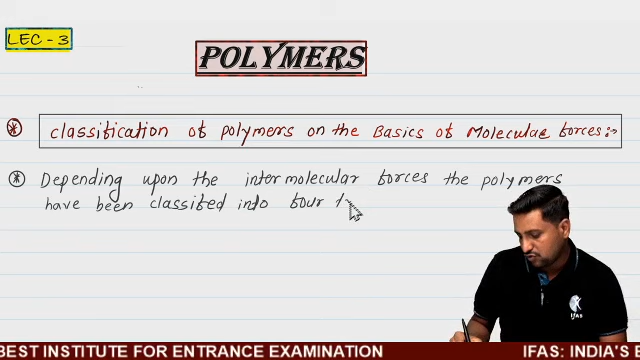 LEC - 3
POLYMERS
* Classification of polymers on the Basics of Molecular forces :-
* Depending upon the intermolecular forces the polymers
have been classified into four
ifas
BEST INSTITUTE FOR ENTRANCE EXAMINATION IFAS: INDIA'S